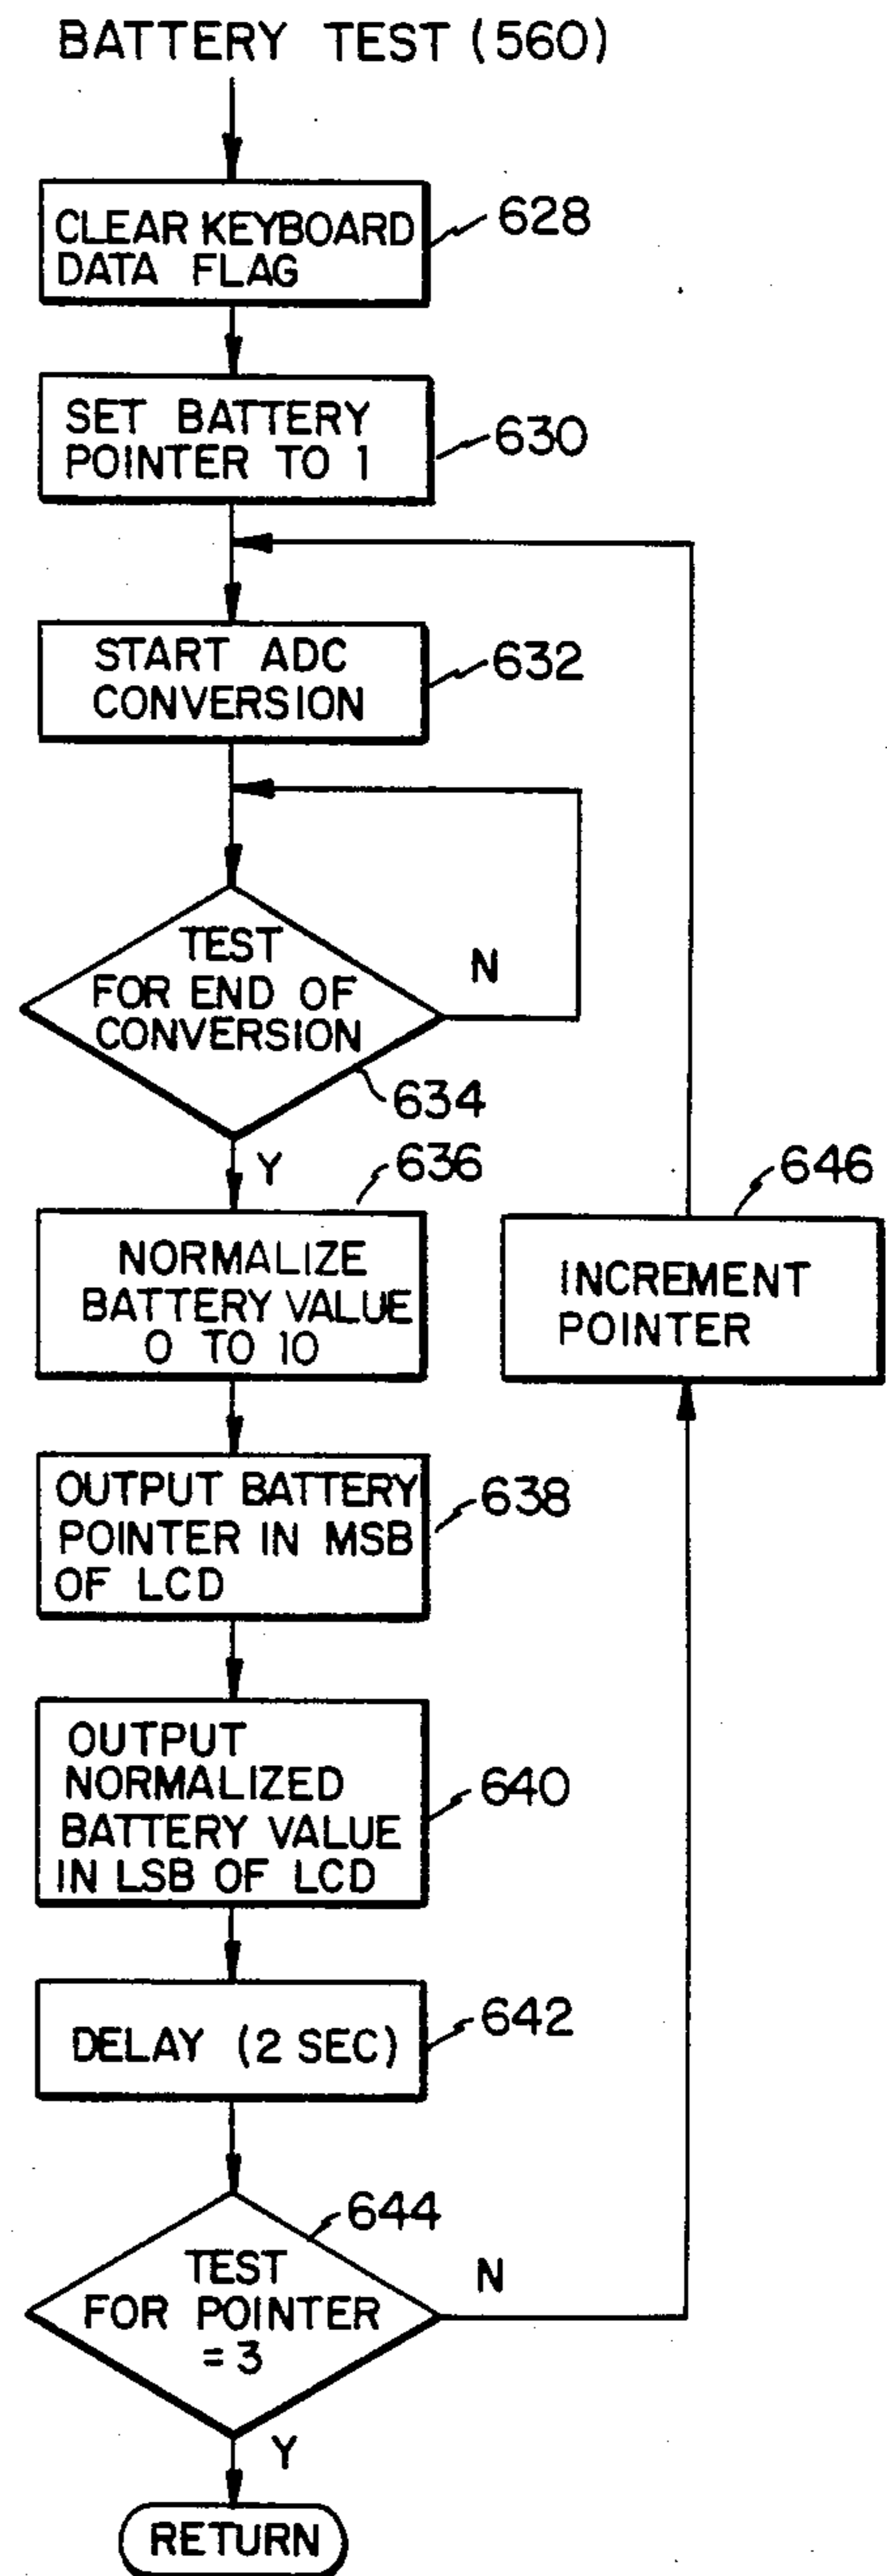 BATTERY TEST (560)
CLEAR KEYBOARD
DATA FLAG
628
SET BATTERY
POINTER TO 1
630
START ADC
CONVERSION
632
TEST
FOR END OF
CONVERSION
N
634
Y
636
NORMALIZE
BATTERY VALUE
0 TO 10
646
INCREMENT
POINTER
OUTPUT BATTERY
POINTER IN MSB
OF LCD
638
OUTPUT
NORMALIZED
BATTERY VALUE
IN LSB OF LCD
640
DELAY (2 SEC)
642
644
TEST
FOR POINTER
= 3
N
Y
RETURN